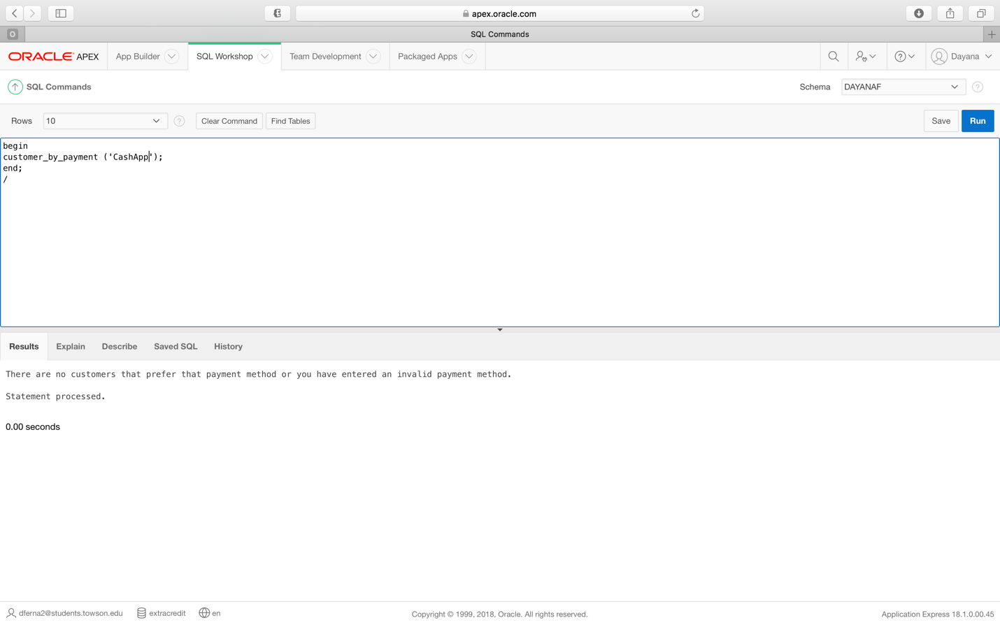 apex.oracle.com
O
SQL Commands
ORACLE APEX App Builder SQL Workshop Team Development Packaged Apps ? Dayana
SQL Commands Schema DAYANAF ?
Rows 10 ? Clear Command Find Tables Save Run
begin
customer_by_payment ('CashApp');
end;
/
Results Explain Describe Saved SQL History
There are no customers that prefer that payment method or you have entered an invalid payment method.
Statement processed.
0.00 seconds
dferna2@students.towson.edu extracredit en Copyright © 1999, 2018, Oracle. All rights reserved. Application Express 18.1.0.00.45